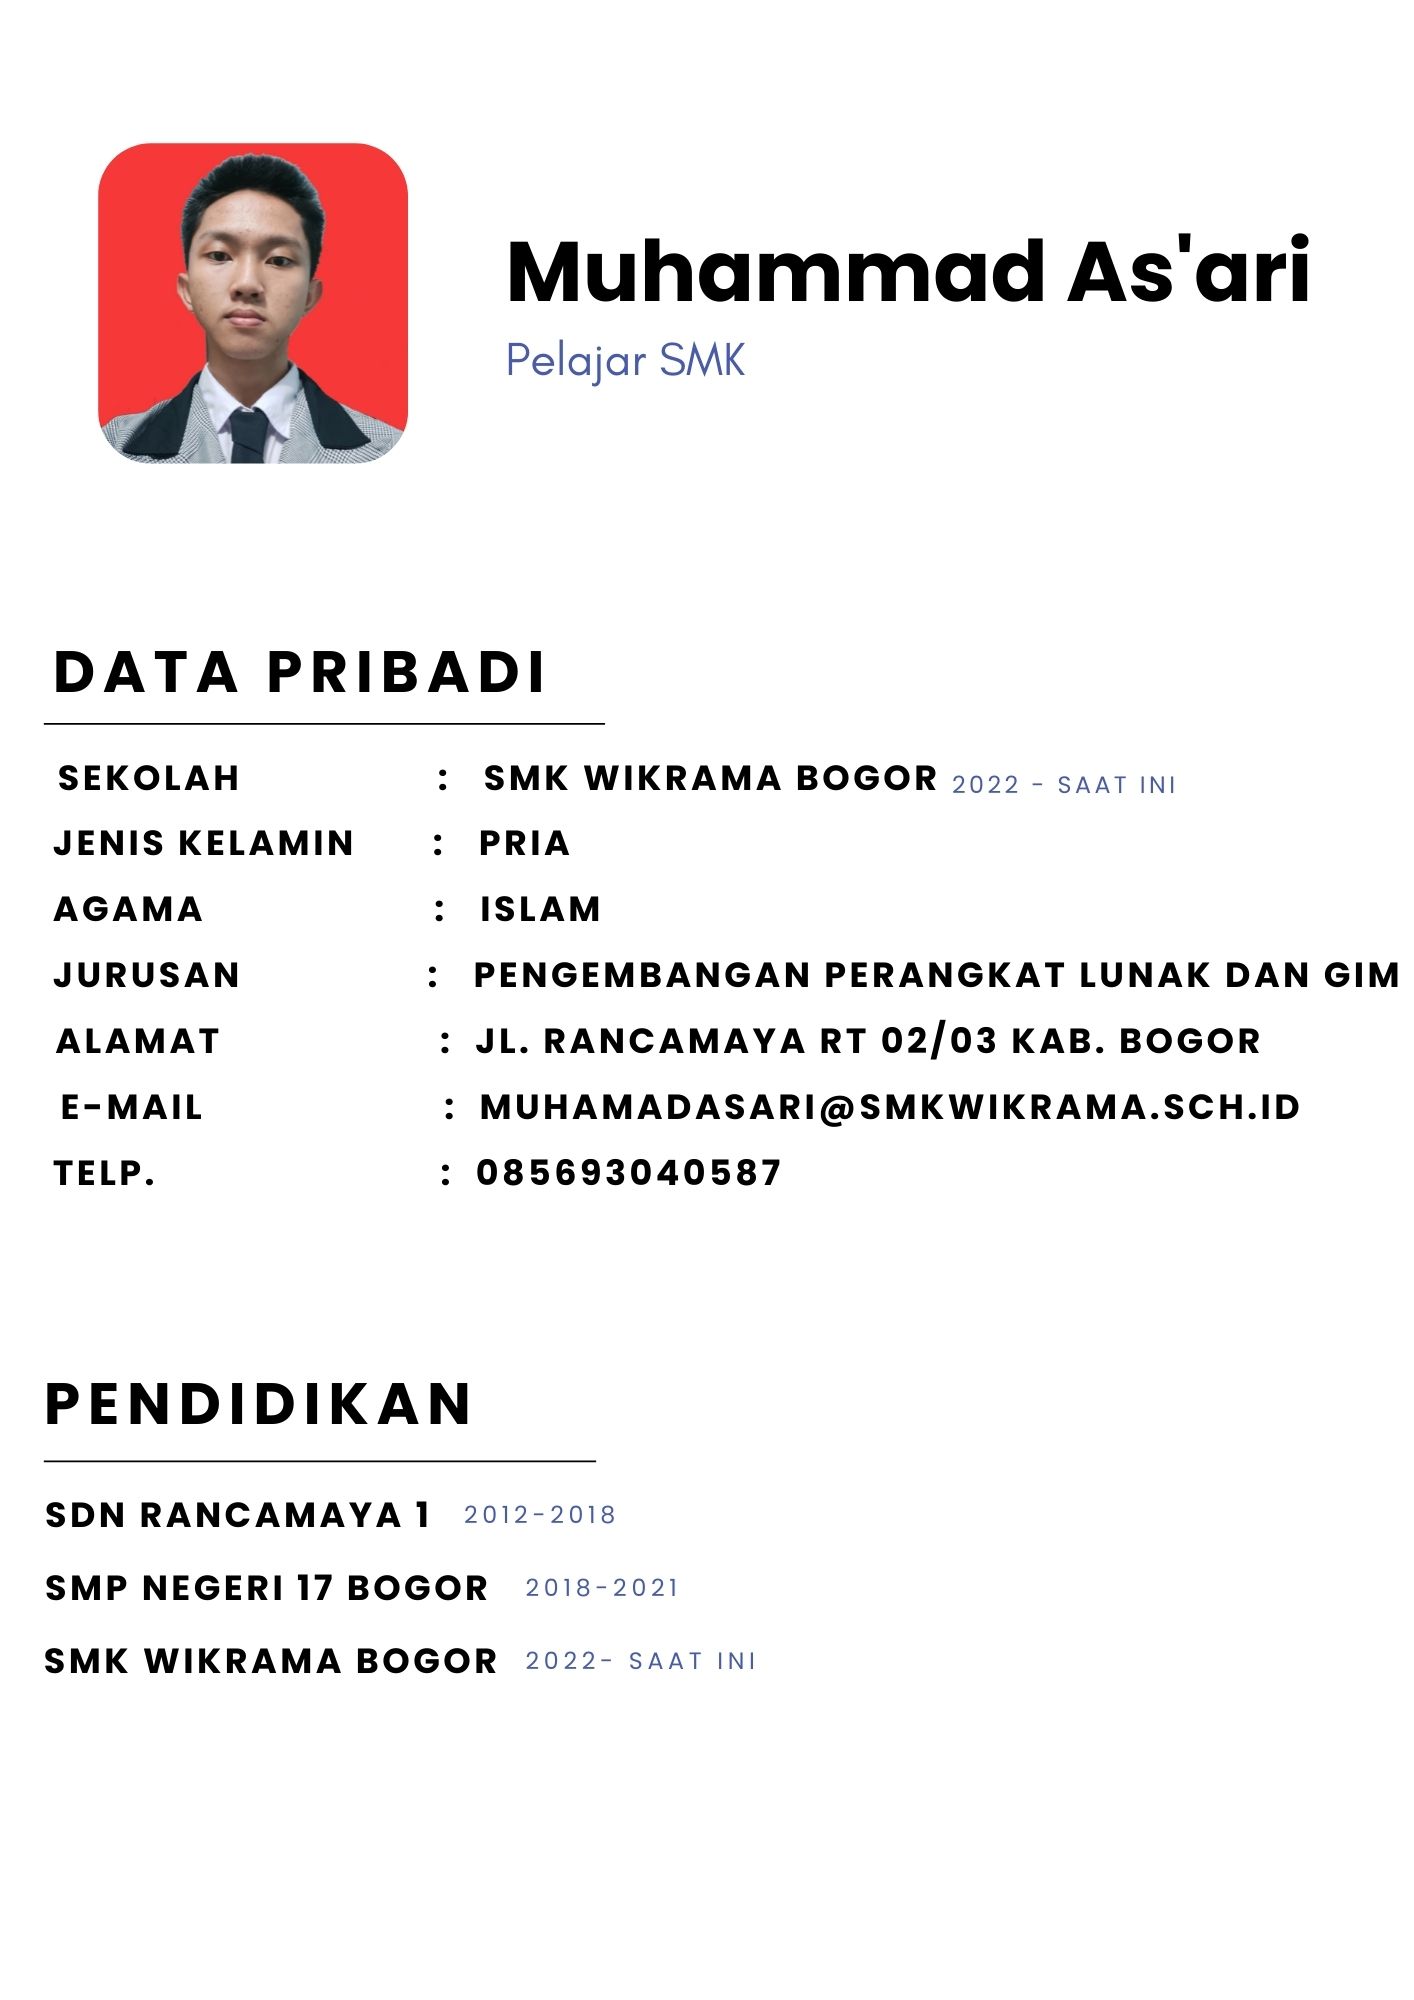 Muhammad As'ari
Pelajar SMK
DATA PRIBADI
SEKOLAH : SMK WIKRAMA BOGOR 2022 - SAAT INI
JENIS KELAMIN : PRIA
AGAMA : ISLAM
JURUSAN : PENGEMBANGAN PERANGKAT LUNAK DAN GIM
ALAMAT : JL. RANCAMAYA RT 02/03 KAB. BOGOR
E-MAIL : MUHAMADASARI@SMKWIKRAMA.SCH.ID
TELP. : 085693040587
PENDIDIKAN
SDN RANCAMAYA 1 2012-2018
SMP NEGERI 17 BOGOR 2018-2021
SMK WIKRAMA BOGOR 2022- SAAT INI